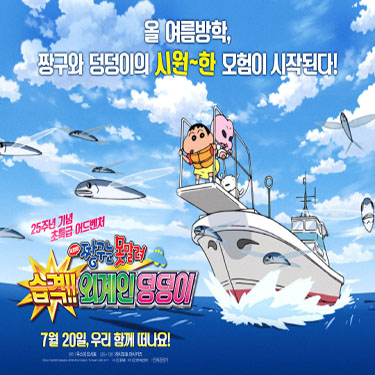 올 여름방학,
짱구와 덩덩이의 시원~한 모험이 시작된다!
25주년 기념
초특급 어드벤처
짱구는 못말려
습격!! 외계인 덩덩이
7월 20일, 우리 함께 떠나요!